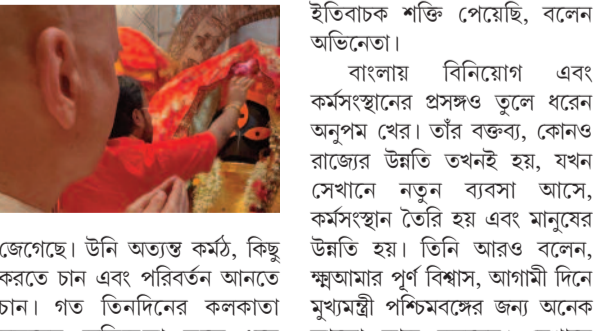 জেগেছে। উনি অত্যন্ত কর্মঠ, কিছু
করতে চান এবং পরিবর্তন আনতে
চান। গত তিনদিনের কলকাতা
ইতিবাচক শক্তি পেয়েছি, বলেন
অভিনেতা।
বাংলায় বিনিয়োগ এবং
কর্মসংস্থানের প্রসঙ্গও তুলে ধরেন
অনুপম খের। তাঁর বক্তব্য, কোনও
রাজ্যের উন্নতি তখনই হয়, যখন
সেখানে নতুন ব্যবসা আসে,
কর্মসংস্থান তৈরি হয় এবং মানুষের
উন্নতি হয়। তিনি আরও বলেন,
ক্ষ্মআমার পূর্ণ বিশ্বাস, আগামী দিনে
মুখ্যমন্ত্রী পশ্চিমবঙ্গের জন্য অনেক